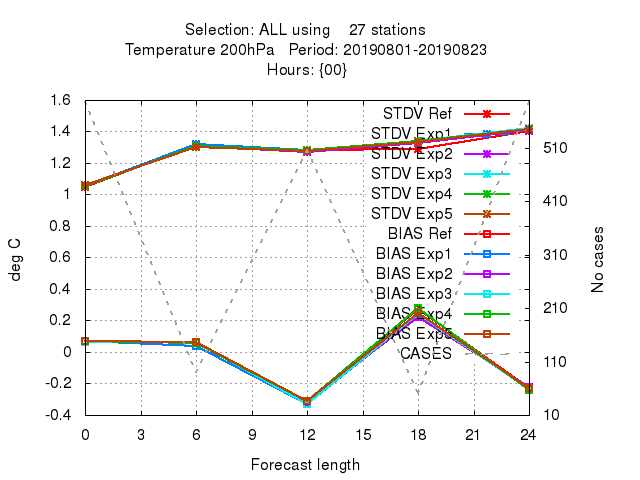 Selection: ALL using 27 stations
Temperature 200hPa Period: 20190801-20190823
Hours: {00}
1.6
1.4
1.2
1
0.8
0.6
0.4
0.2
0
-0.2
-0.4
deg C
STDV Ref
STDV Exp1
STDV Exp2
STDV Exp3
STDV Exp4
STDV Exp5
BIAS Ref
BIAS Exp1
BIAS Exp2
BIAS Exp3
BIAS Exp4
BIAS Exp5
CASES
510
410
310
210
110
10
No cases
0 3 6 9 12 15 18 21 24
Forecast length